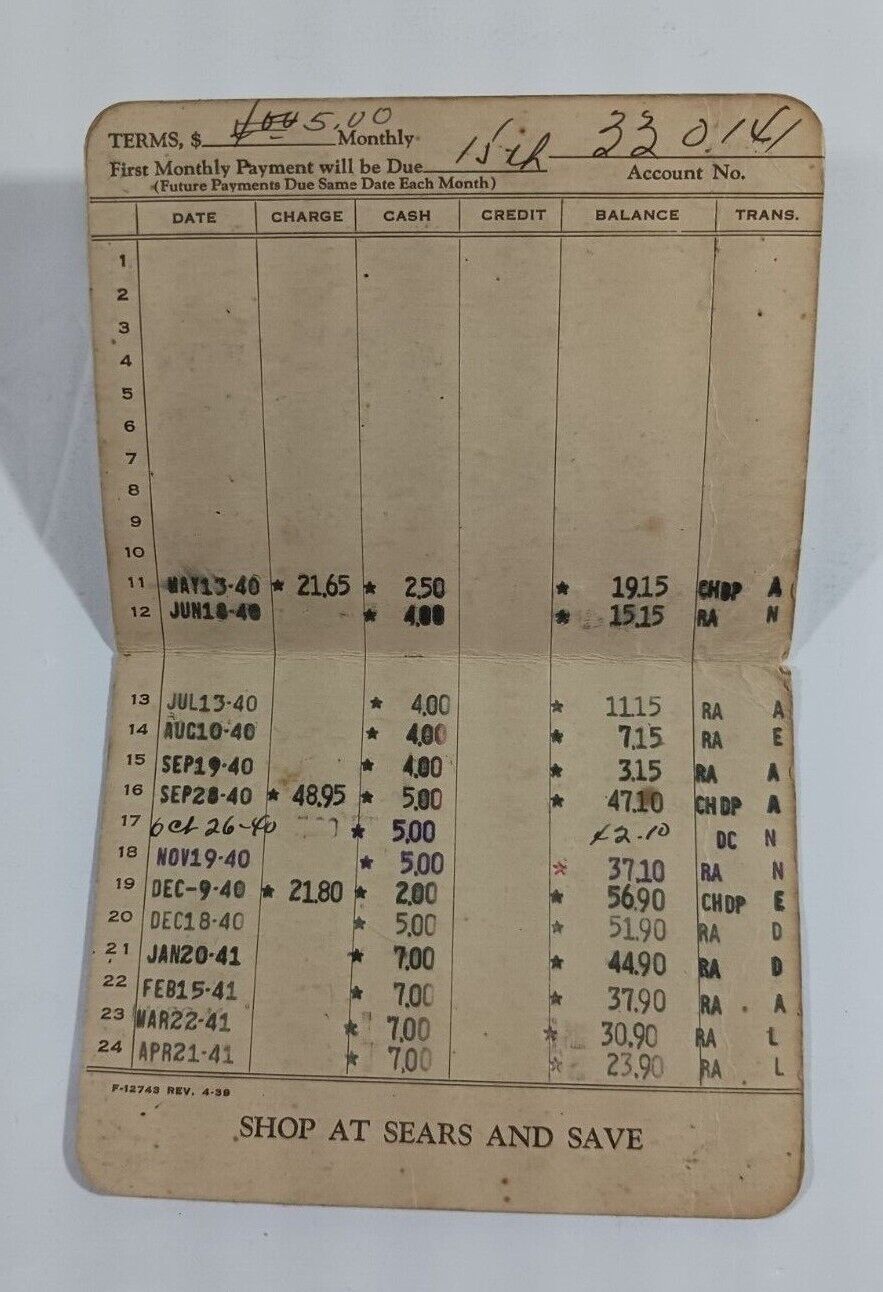 TERMS, $ 4.00 5.00 Monthly
First Monthly Payment will be Due 15th 33 0.141
(Future Payments Due Same Date Each Month) Account No.
DATE CHARGE CASH CREDIT BALANCE TRANS.
1
2
3
4
5
6
7
8
9
10
11 MAY13-40 * 21.65 * 2.50 * 19.15 CHDP A
12 JUN18-40 * 4.00 * 15.15 RA N
13 JUL13-40 * 4.00 * 11.15 RA A
14 AUG10-40 * 4.00 * 7.15 RA E
15 SEP19-40 * 4.00 * 3.15 RA A
16 SEP28-40 * 48.95 * 5.00 * 47.10 CHDP A
17 Oct 26-40 * 5.00 42.10 DC N
18 NOV19-40 * 5.00 * 37.10 RA N
19 DEC-9-40 * 21.80 * 2.00 * 56.90 CHDP E
20 DEC18-40 * 5.00 * 51.90 RA D
21 JAN20-41 * 7.00 * 44.90 RA D
22 FEB15-41 * 7.00 * 37.90 RA A
23 MAR22-41 * 7.00 * 30.90 RA L
24 APR21-41 * 7.00 * 23.90 RA L
F-12743 REV. 4-39
SHOP AT SEARS AND SAVE